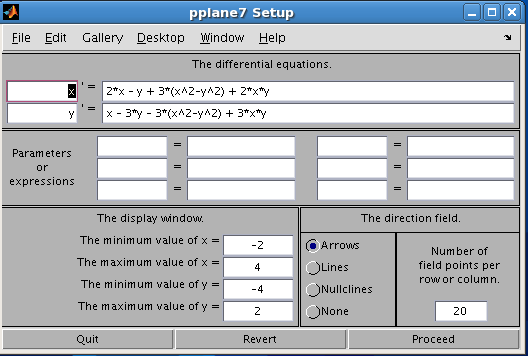 pplane7 Setup
File Edit Gallery Desktop Window Help
The differential equations.
x ' = 2*x - y + 3*(x^2-y^2) + 2*x*y
y ' = x - 3*y - 3*(x^2-y^2) + 3*x*y
Parameters
or
expressions
= =
= =
= =
The display window.
The minimum value of x = -2
The maximum value of x = 4
The minimum value of y = -4
The maximum value of y = 2
The direction field.
Arrows
Lines
Nullclines
None
Number of
field points per
row or column.
20
Quit Revert Proceed